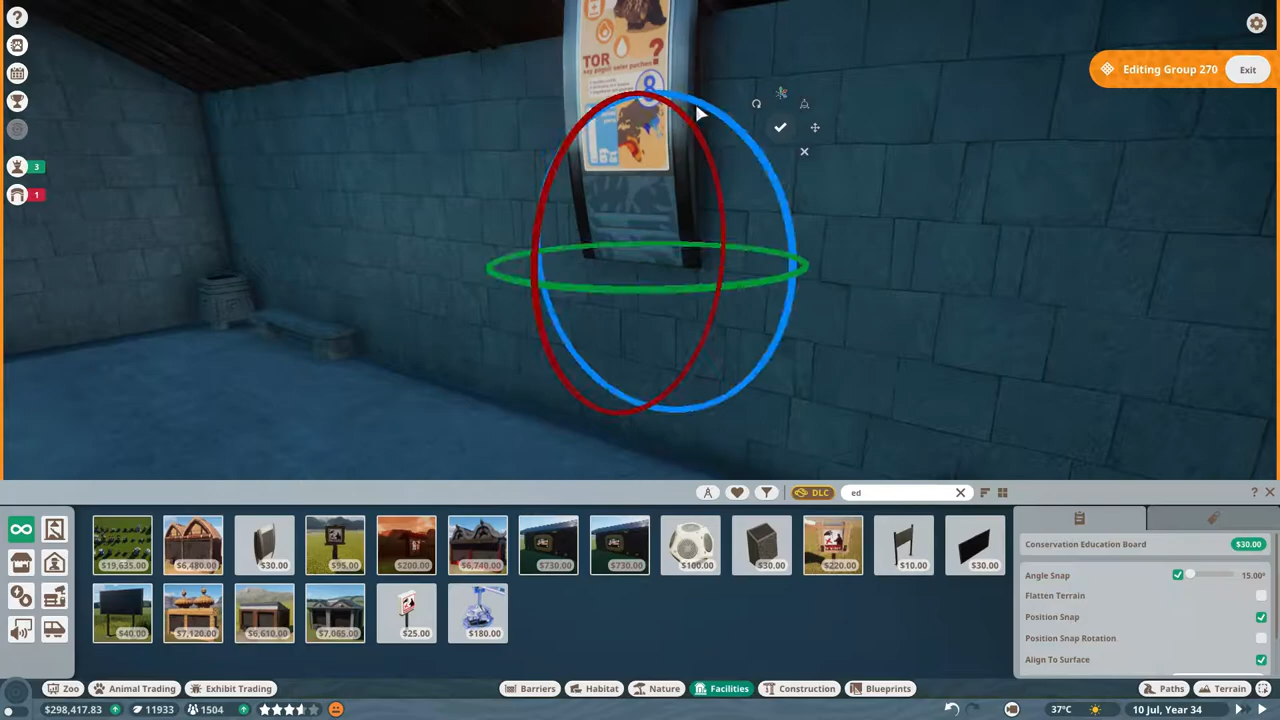 ?
Editing Group 270
Exit
3
1
TOR
?
8
DLC
ed
?
$19,635.00
$6,480.00
$30.00
$95.00
$200.00
$6,740.00
$730.00
$730.00
$100.00
$30.00
$220.00
$10.00
$30.00
$40.00
$7,120.00
$6,610.00
$7,065.00
$25.00
$180.00
Conservation Education Board
$30.00
Angle Snap
15.00°
Flatten Terrain
Position Snap
Position Snap Rotation
Align To Surface
Zoo
Animal Trading
Exhibit Trading
Barriers
Habitat
Nature
Facilities
Construction
Blueprints
Paths
Terrain
$298,417.83
11933
1504
37°C
10 Jul, Year 34